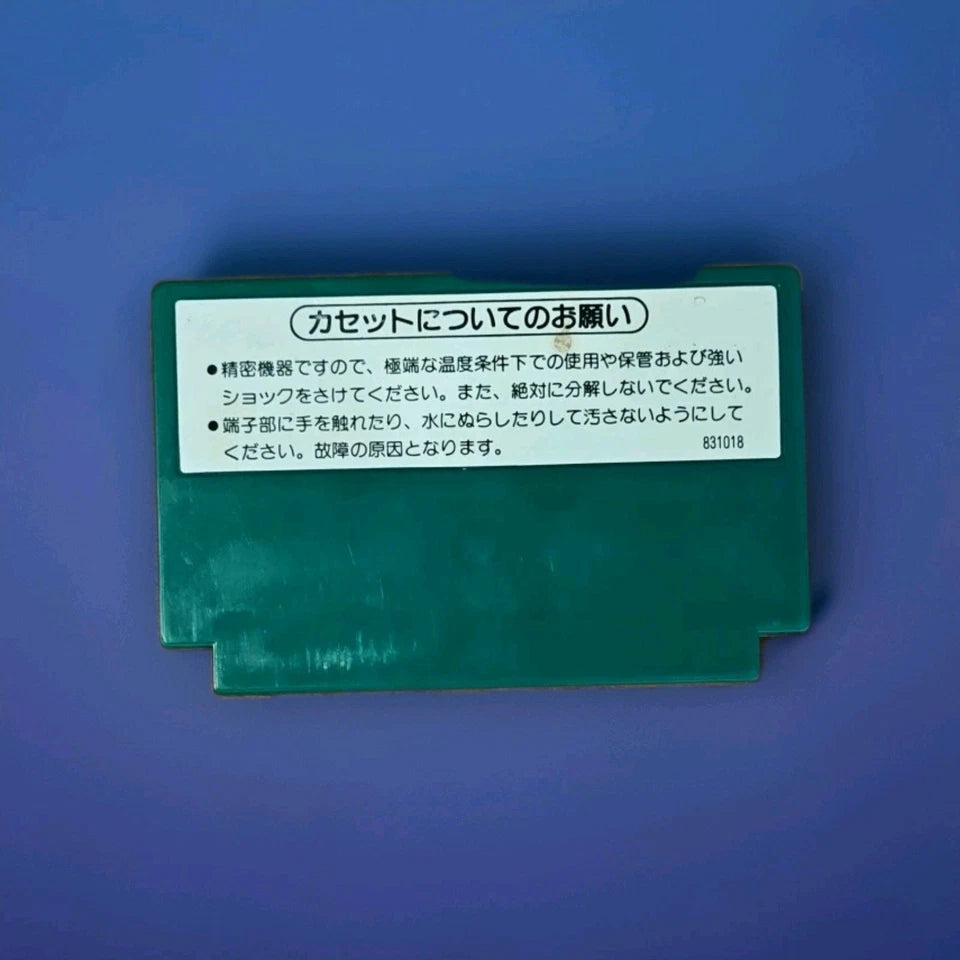 カセットについてのお願い
●精密機器ですので、極端な温度条件下での使用や保管および強い
ショックをさけてください。また、絶対に分解しないでください。
●端子部に手を触れたり、水にぬらしたりして汚さないようにして
ください。故障の原因となります。 831018